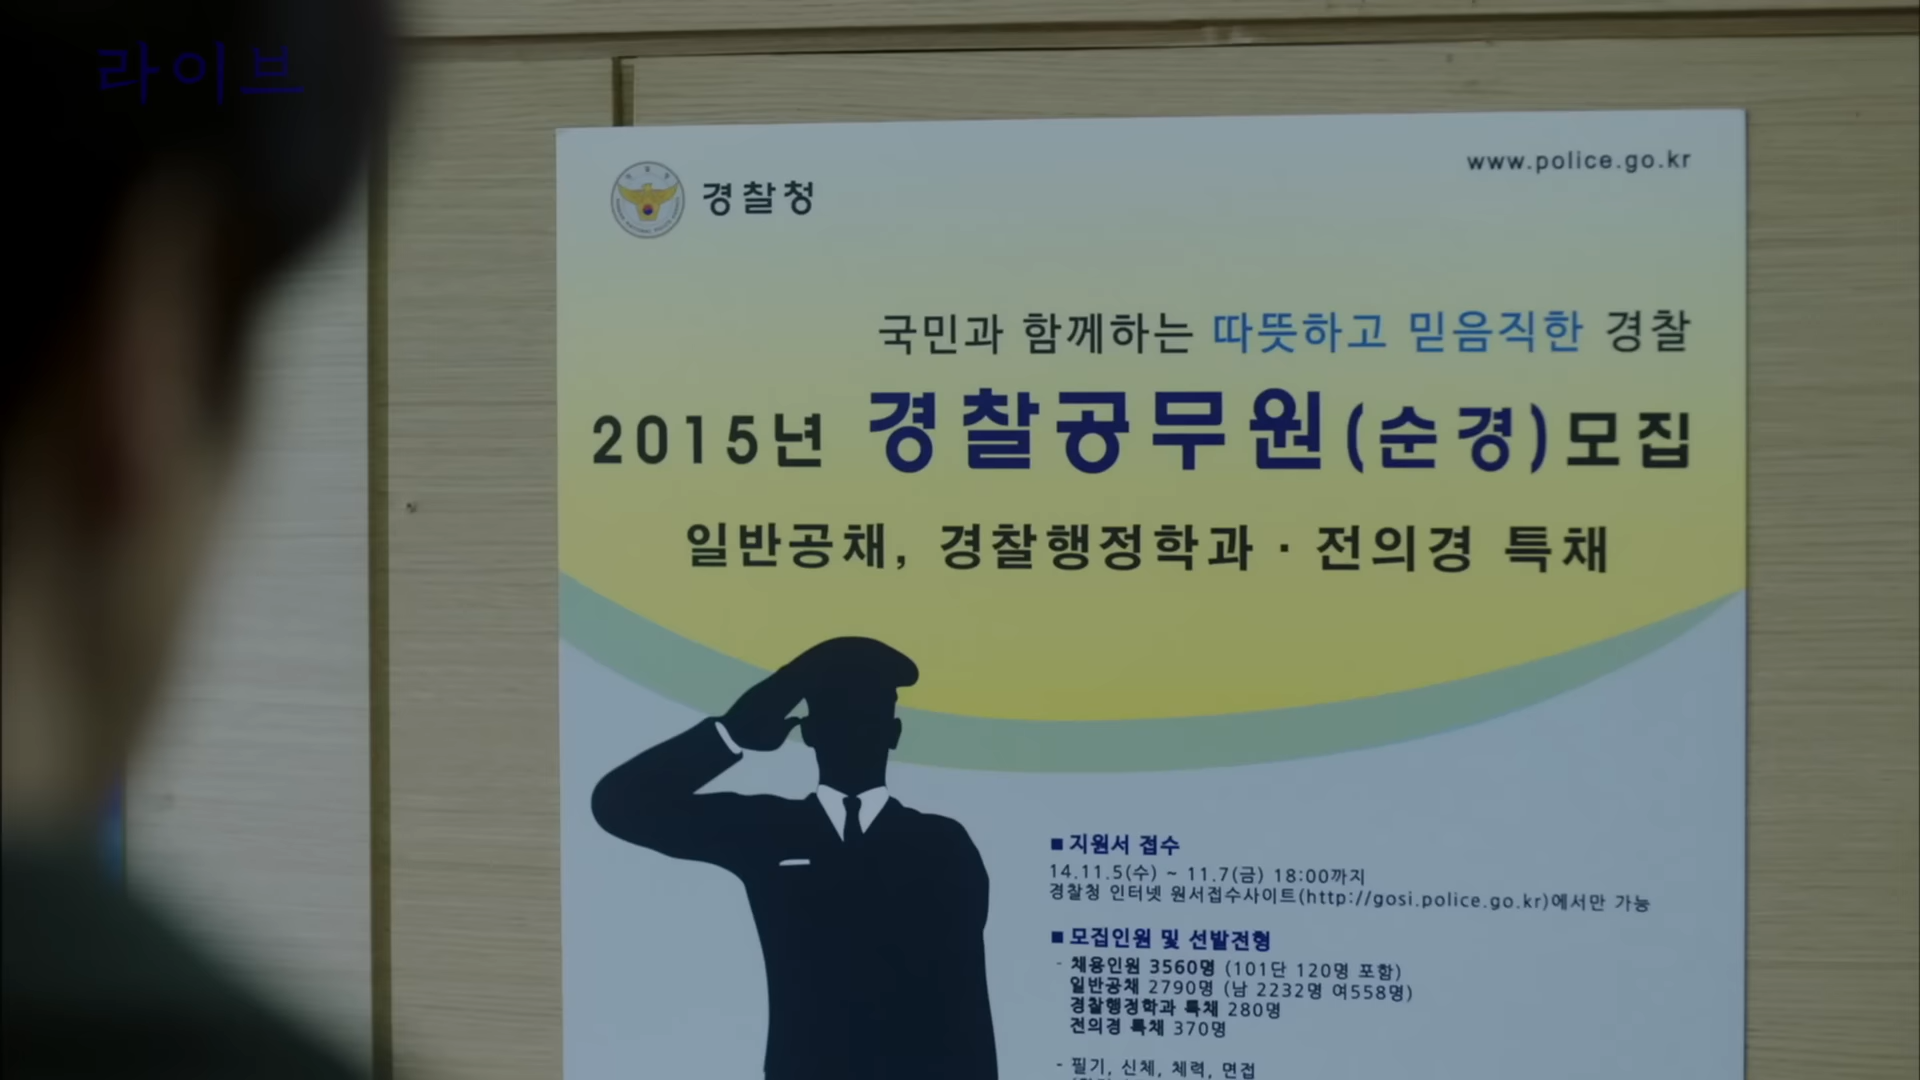 라이브
경찰청
www.police.go.kr
국민과 함께하는 따뜻하고 믿음직한 경찰
2015년 경찰공무원(순경)모집
일반공채, 경찰행정학과 · 전의경 특채
■ 지원서 접수
14.11.5(수) ~ 11.7(금) 18:00까지
경찰청 인터넷 원서접수사이트(http://gosi.police.go.kr)에서만 가능
■ 모집인원 및 선발전형
- 채용인원 3560명 (101단 120명 포함)
일반공채 2790명 (남 2232명 여558명)
경찰행정학과 특채 280명
전의경 특채 370명
- 필기, 신체, 체력, 면접